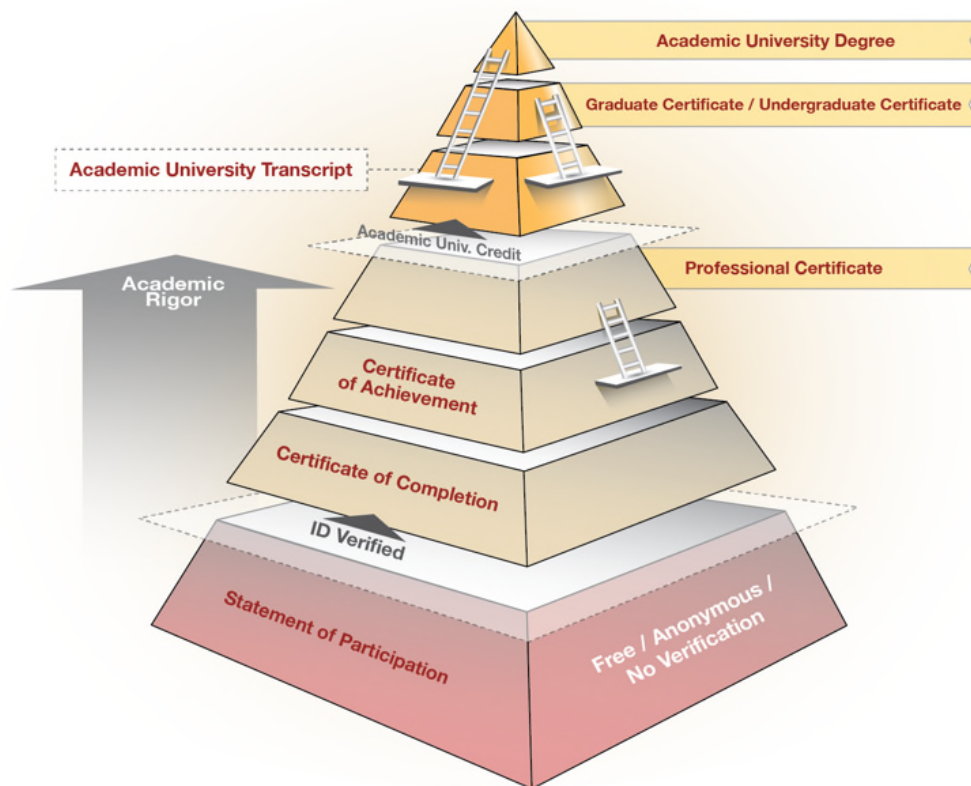 Academic University Degree
Graduate Certificate / Undergraduate Certificate
Academic University Transcript
Academic Univ. Credit
Professional Certificate
Academic
Rigor
Certificate
of Achievement
Certificate of Completion
ID Verified
Statement of Participation
Free / Anonymous /
No Verification